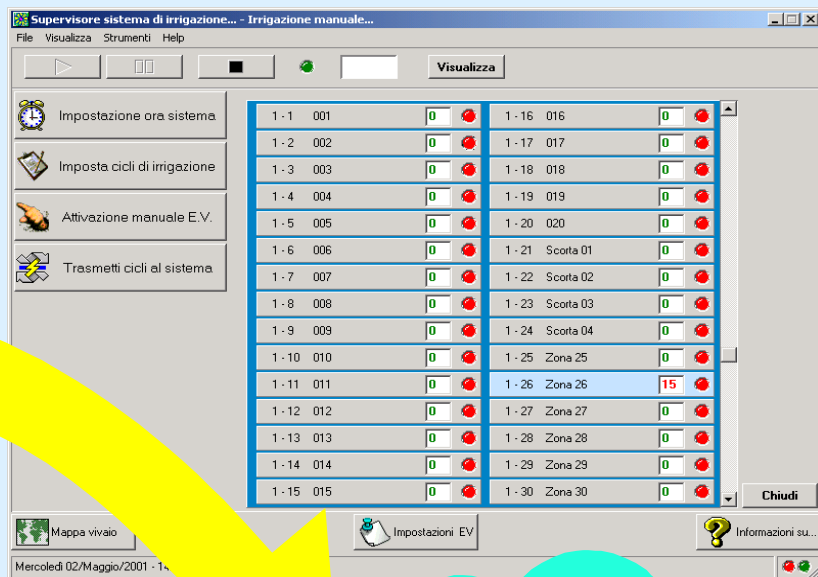 Supervisore sistema di irrigazione... - Irrigazione manuale...
File Visualizza Strumenti Help
Visualizza
Impostazione ora sistema
Imposta cicli di irrigazione
Attivazione manuale E.V.
Trasmetti cicli al sistema
1 - 1 001 0 1 - 16 016 0
1 - 2 002 0 1 - 17 017 0
1 - 3 003 0 1 - 18 018 0
1 - 4 004 0 1 - 19 019 0
1 - 5 005 0 1 - 20 020 0
1 - 6 006 0 1 - 21 Scorta 01 0
1 - 7 007 0 1 - 22 Scorta 02 0
1 - 8 008 0 1 - 23 Scorta 03 0
1 - 9 009 0 1 - 24 Scorta 04 0
1 - 10 010 0 1 - 25 Zona 25 0
1 - 11 011 0 1 - 26 Zona 26 15
1 - 12 012 0 1 - 27 Zona 27 0
1 - 13 013 0 1 - 28 Zona 28 0
1 - 14 014 0 1 - 29 Zona 29 0
1 - 15 015 0 1 - 30 Zona 30 0
Chiudi
Mappa vivaio Impostazioni EV Informazioni su...
Mercoledì 02/Maggio/2001 -